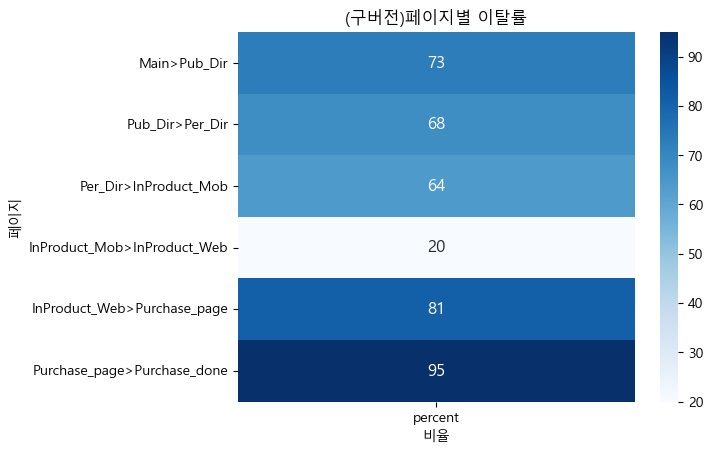 (구버전)페이지별 이탈률
페이지
Main>Pub_Dir
73
Pub_Dir>Per_Dir
68
Per_Dir>InProduct_Mob
64
InProduct_Mob>InProduct_Web
20
InProduct_Web>Purchase_page
81
Purchase_page>Purchase_done
95
percent
비율
90
80
70
60
50
40
30
20